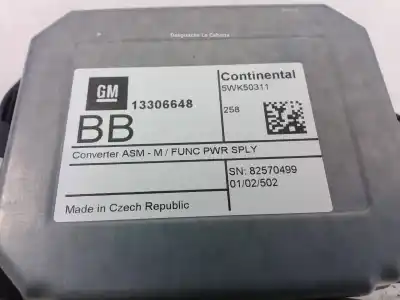 GM
13306648
BB
Continental
5WK50311
258
Converter ASM - M / FUNC PWR SPLY
SN: 82570499
01/02/502
Made in Czech Republic